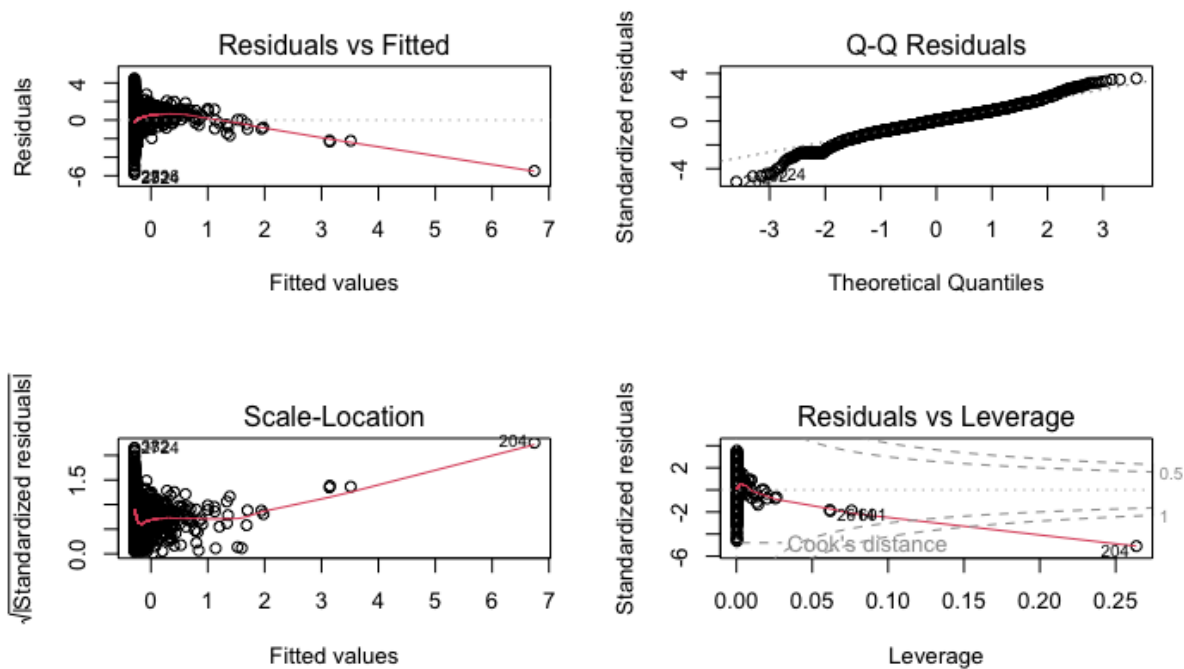 Residuals vs Fitted
Residuals
4
0
-6
0 1 2 3 4 5 6 7
Fitted values
Q-Q Residuals
Standardized residuals
4
0
-4
-3 -2 -1 0 1 2 3
Theoretical Quantiles
Scale-Location
√|Standardized residuals|
1.5
0.0
204
0 1 2 3 4 5 6 7
Fitted values
Residuals vs Leverage
Standardized residuals
2
-2
-6
0.5
1
Cook's distance
204
0.00 0.05 0.10 0.15 0.20 0.25
Leverage